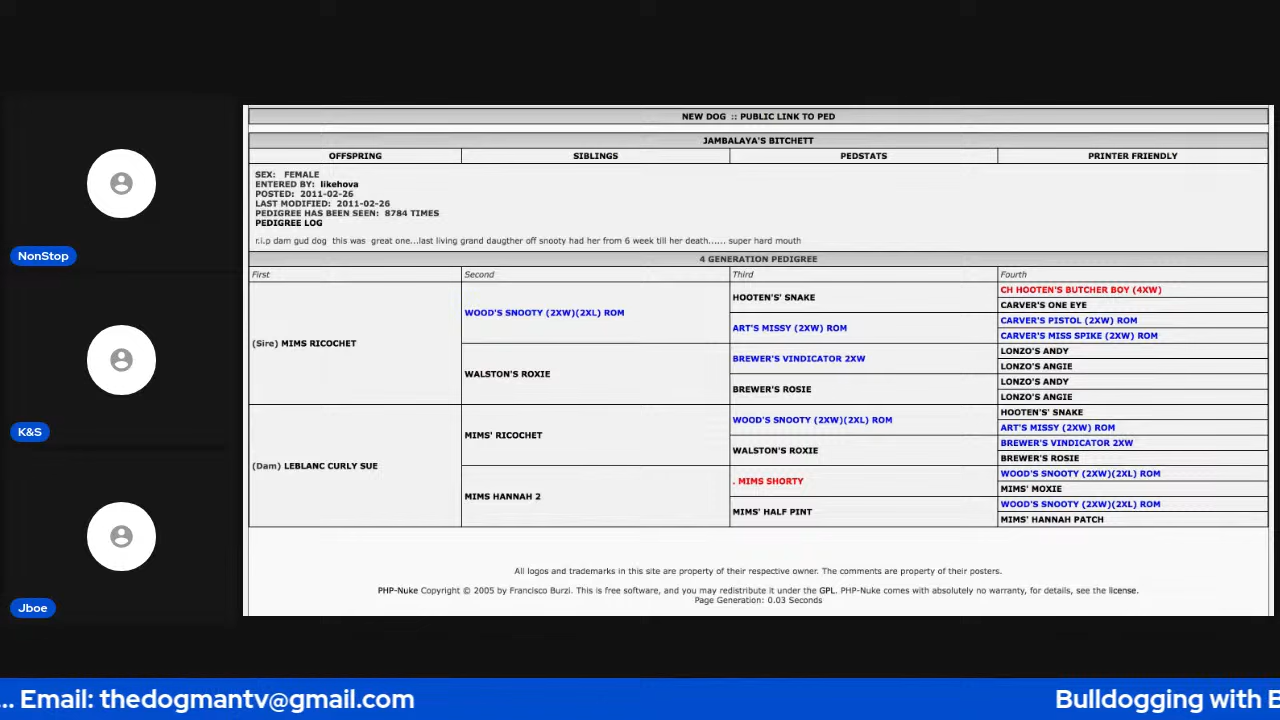 NEW DOG :: PUBLIC LINK TO PED
JAMBALAYA'S BITCHETT
OFFSPRING SIBLINGS PEDSTATS PRINTER FRIENDLY
SEX: FEMALE
ENTERED BY: likehova
POSTED: 2011-02-26
LAST MODIFIED: 2011-02-26
PEDIGREE HAS BEEN SEEN: 8784 TIMES
PEDIGREE LOG
r.i.p dam gud dog this was great one...last living grand daugther off snooty had her from 6 week till her death...... super hard mouth
4 GENERATION PEDIGREE
First Second Third Fourth
(Sire) MIMS RICOCHET
WOOD'S SNOOTY (2XW)(2XL) ROM
WALSTON'S ROXIE
HOOTEN'S' SNAKE
ART'S MISSY (2XW) ROM
BREWER'S VINDICATOR 2XW
BREWER'S ROSIE
CH HOOTEN'S BUTCHER BOY (4XW)
CARVER'S ONE EYE
CARVER'S PISTOL (2XW) ROM
CARVER'S MISS SPIKE (2XW) ROM
LONZO'S ANDY
LONZO'S ANGIE
LONZO'S ANDY
LONZO'S ANGIE
(Dam) LEBLANC CURLY SUE
MIMS' RICOCHET
MIMS HANNAH 2
WOOD'S SNOOTY (2XW)(2XL) ROM
WALSTON'S ROXIE
. MIMS SHORTY
MIMS' HALF PINT
HOOTEN'S' SNAKE
ART'S MISSY (2XW) ROM
BREWER'S VINDICATOR 2XW
BREWER'S ROSIE
WOOD'S SNOOTY (2XW)(2XL) ROM
MIMS' MOXIE
WOOD'S SNOOTY (2XW)(2XL) ROM
MIMS' HANNAH PATCH
All logos and trademarks in this site are property of their respective owner. The comments are property of their posters.
PHP-Nuke Copyright © 2005 by Francisco Burzi. This is free software, and you may redistribute it under the GPL. PHP-Nuke comes with absolutely no warranty, for details, see the license.
Page Generation: 0.03 Seconds
NonStop
K&S
Jboe
... Email: thedogmantv@gmail.com
Bulldogging with